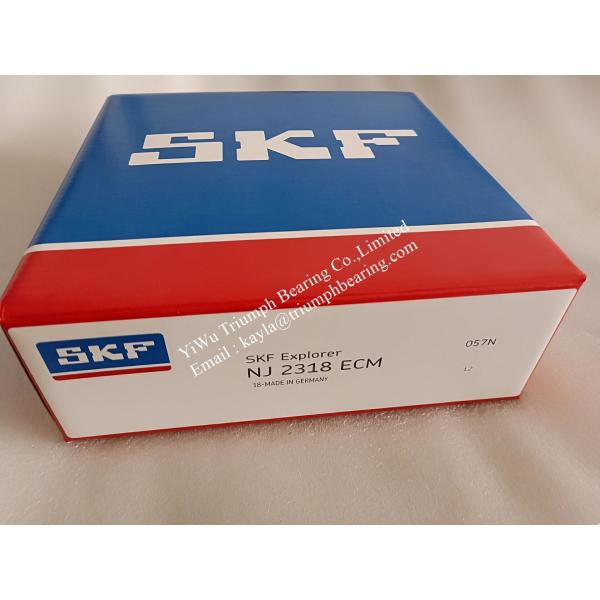 SKF
YiWu Triumph Bearing Co.,Limited
Email : kayla@triumphbearing.com
SKF
SKF Explorer
NJ 2318 ECM
18-MADE IN GERMANY
057N
12